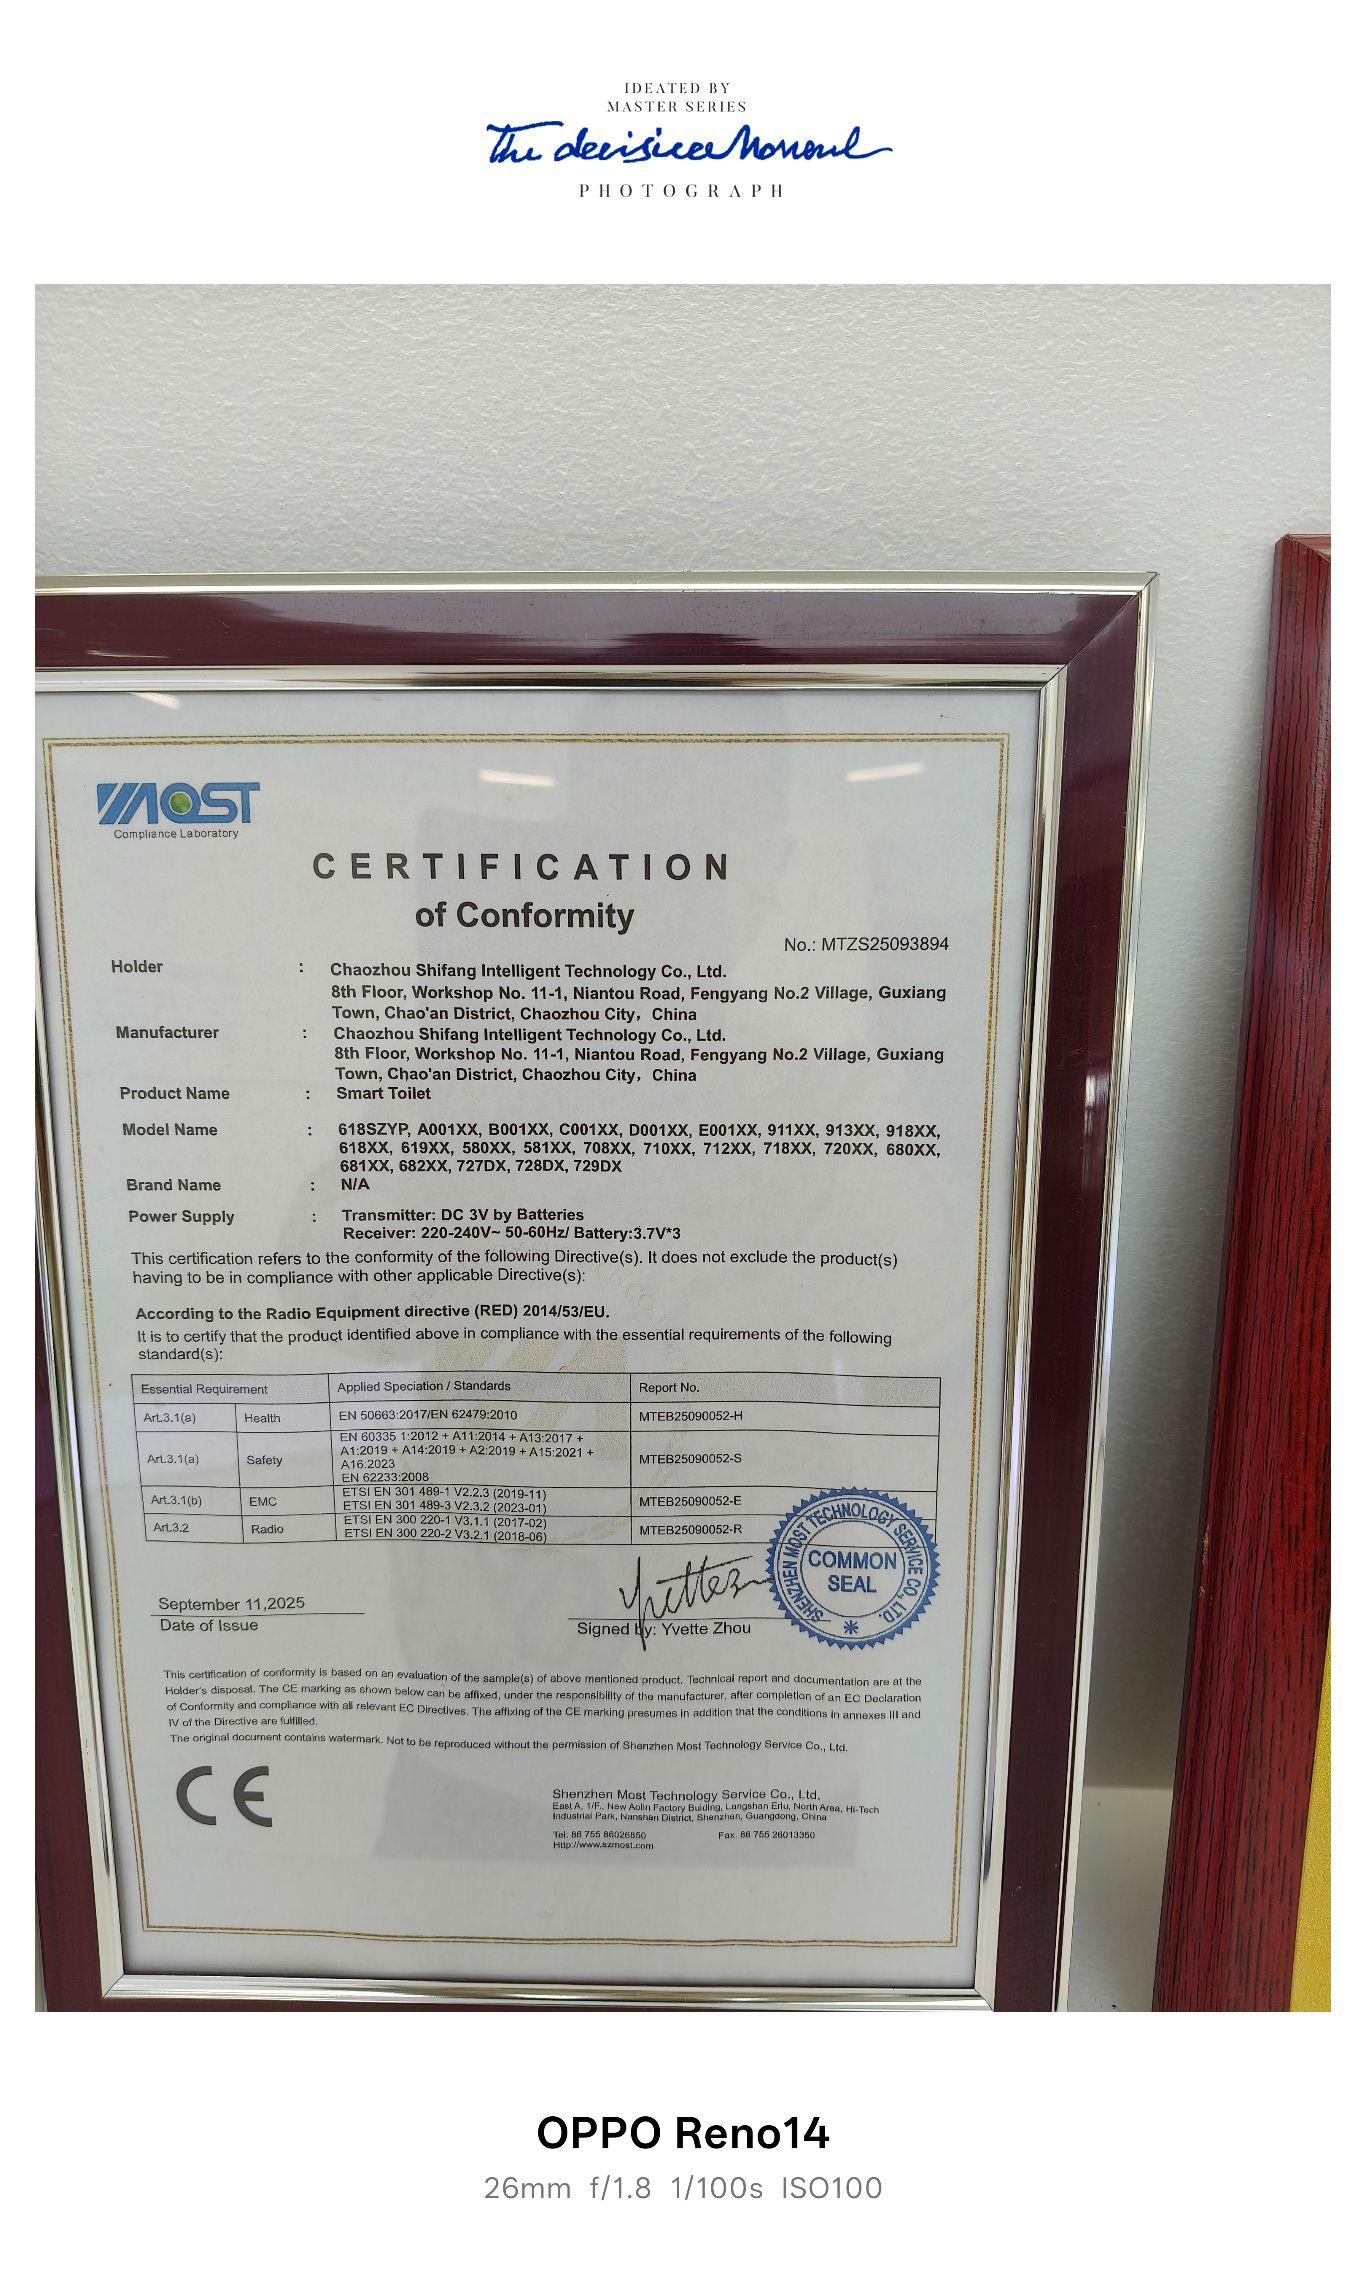 IDEATED BY
MASTER SERIES
PHOTOGRAPH
MOST
Compliance Laboratory
CERTIFICATION
of Conformity
No.: MTZS25093894
Holder : Chaozhou Shifang Intelligent Technology Co., Ltd.
8th Floor, Workshop No. 11-1, Niantou Road, Fengyang No.2 Village, Guxiang
Town, Chao'an District, Chaozhou City, China
Manufacturer : Chaozhou Shifang Intelligent Technology Co., Ltd.
8th Floor, Workshop No. 11-1, Niantou Road, Fengyang No.2 Village, Guxiang
Town, Chao'an District, Chaozhou City, China
Product Name : Smart Toilet
Model Name : 618SZYP, A001XX, B001XX, C001XX, D001XX, E001XX, 911XX, 913XX, 918XX,
618XX, 619XX, 580XX, 581XX, 708XX, 710XX, 712XX, 718XX, 720XX, 680XX,
681XX, 682XX, 727DX, 728DX, 729DX
Brand Name : N/A
Power Supply : Transmitter: DC 3V by Batteries
Receiver: 220-240V~ 50-60Hz/ Battery:3.7V*3
This certification refers to the conformity of the following Directive(s). It does not exclude the product(s)
having to be in compliance with other applicable Directive(s):
According to the Radio Equipment directive (RED) 2014/53/EU.
It is to certify that the product identified above in compliance with the essential requirements of the following
standard(s):
Essential Requirement Applied Speciation / Standards Report No.
Art.3.1(a) Health EN 50663:2017/EN 62479:2010 MTEB25090052-H
EN 60335 1:2012 + A11:2014 + A13:2017 +
A1:2019 + A14:2019 + A2:2019 + A15:2021 +
Art.3.1(a) Safety A16:2023 MTEB25090052-S
EN 62233:2008
Art.3.1(b) EMC ETSI EN 301 489-1 V2.2.3 (2019-11) MTEB25090052-E
ETSI EN 301 489-3 V2.3.2 (2023-01)
Art.3.2 Radio ETSI EN 300 220-1 V3.1.1 (2017-02) MTEB25090052-R
ETSI EN 300 220-2 V3.2.1 (2018-06)
SHENZHEN MOST TECHNOLOGY SERVICE CO., LTD.
COMMON
SEAL
September 11,2025
Date of Issue
Signed by: Yvette Zhou
This certification of conformity is based on an evaluation of the sample(s) of above mentioned product. Technical report and documentation are at the
Holder's disposal. The CE marking as shown below can be affixed, under the responsibility of the manufacturer, after completion of an EC Declaration
of Conformity and compliance with all relevant EC Directives. The affixing of the CE marking presumes in addition that the conditions in annexes III and
IV of the Directive are fulfilled.
The original document contains watermark. Not to be reproduced without the permission of Shenzhen Most Technology Service Co., Ltd.
CE
Shenzhen Most Technology Service Co., Ltd.
East A, 1/F., New Aolin Factory Buiding, Langshan Erlu, North Area, Hi-Tech
Industrial Park, Nanshan District, Shenzhen, Guangdong, China
Tel: 86 755 86026850 Fax: 86 755 26013350
Http://www.szmost.com
OPPO Reno14
26mm f/1.8 1/100s ISO100